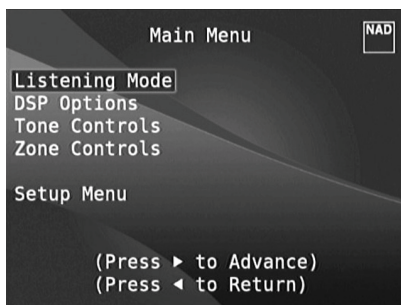 Main Menu
NAD
Listening Mode
DSP Options
Tone Controls
Zone Controls
Setup Menu
(Press ▶ to Advance)
(Press ◀ to Return)